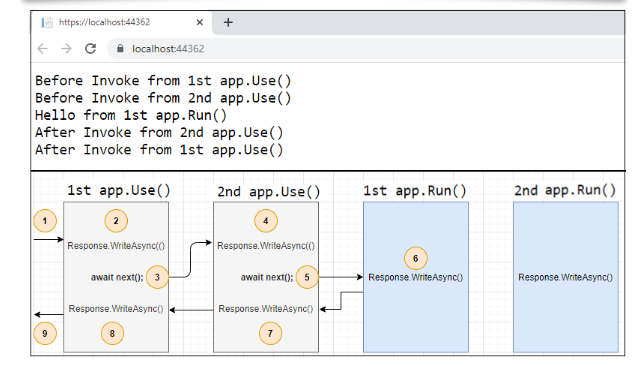 https://localhost:44362
localhost:44362
Before Invoke from 1st app.Use()
Before Invoke from 2nd app.Use()
Hello from 1st app.Run()
After Invoke from 2nd app.Use()
After Invoke from 1st app.Use()
1st app.Use() 2nd app.Use() 1st app.Run() 2nd app.Run()
1 2 4
Response.WriteAsync(() Response.WriteAsync(() 6
await next(); 3 await next(); 5 Response.WriteAsync() Response.WriteAsync()
Response.WriteAsync() Response.WriteAsync()
9 8 7